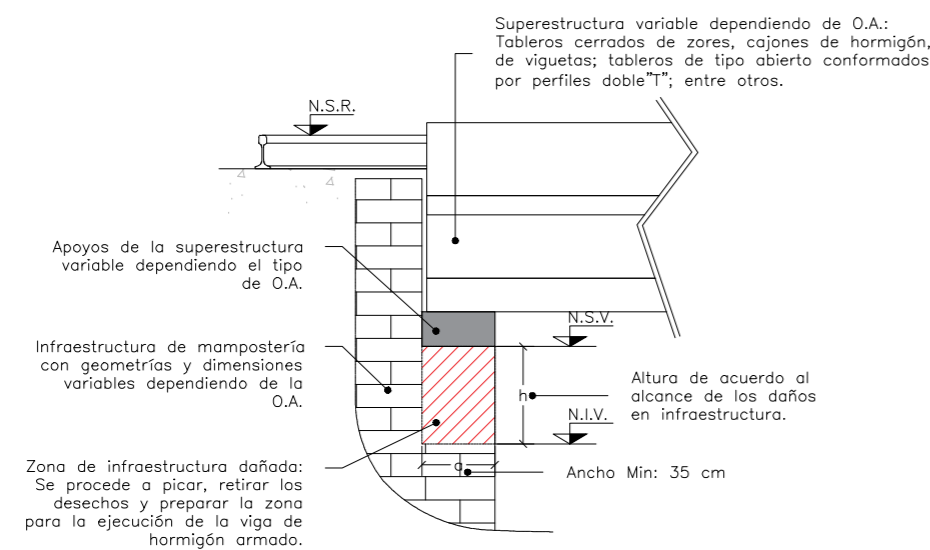 Superestructura variable dependiendo de O.A.:
Tableros cerrados de zores, cajones de hormigón,
de viguetas; tableros de tipo abierto conformados
por perfiles doble"T"; entre otros.
N.S.R.
Apoyos de la superestructura
variable dependiendo el tipo
de O.A.
N.S.V.
Infraestructura de mampostería
con geometrías y dimensiones
variables dependiendo de la
O.A.
h
Altura de acuerdo al
alcance de los daños
en infraestructura.
N.I.V.
Zona de infraestructura dañada:
Se procede a picar, retirar los
desechos y preparar la zona
para la ejecución de la viga de
hormigón armado.
a
Ancho Min: 35 cm